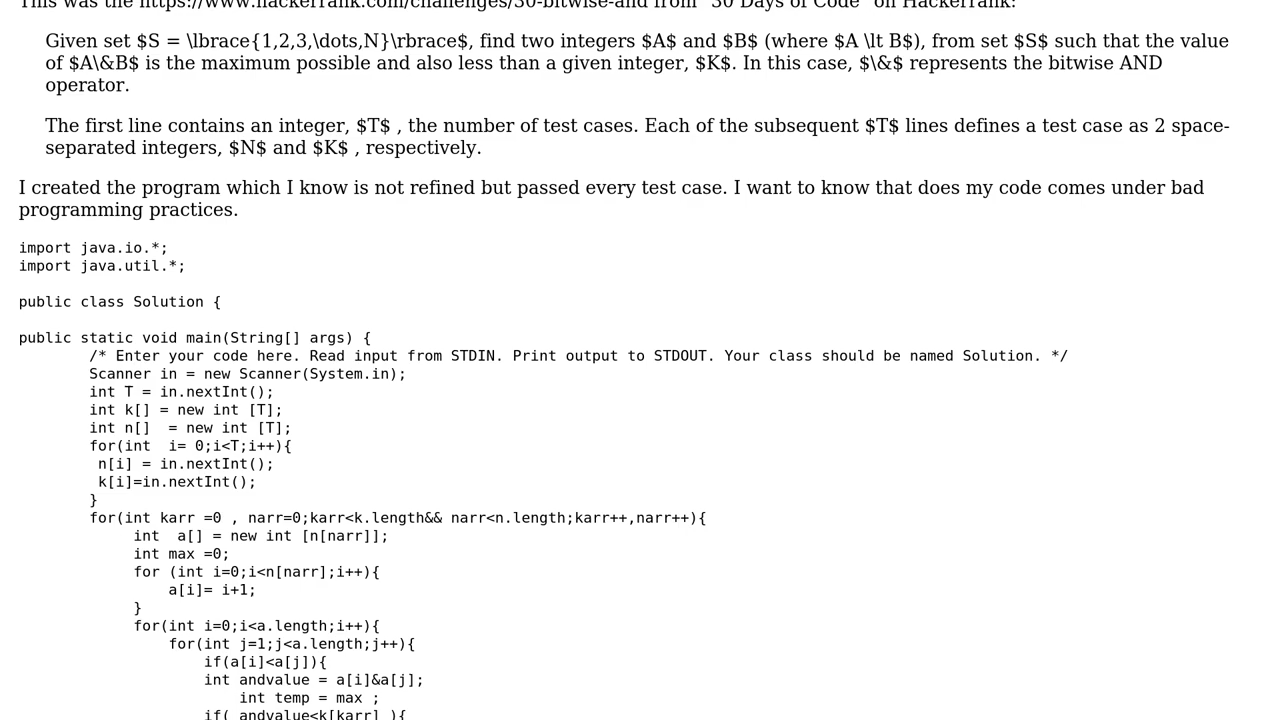 This was the https://www.hackerrank.com/challenges/30-bitwise-and from "30 Days of Code" on HackerRank:
Given set $S = \lbrace{1,2,3,\dots,N}\rbrace$, find two integers $A$ and $B$ (where $A \lt B$), from set $S$ such that the value
of $A\&B$ is the maximum possible and also less than a given integer, $K$. In this case, $\&$ represents the bitwise AND
operator.
The first line contains an integer, $T$ , the number of test cases. Each of the subsequent $T$ lines defines a test case as 2 space-
separated integers, $N$ and $K$ , respectively.
I created the program which I know is not refined but passed every test case. I want to know that does my code comes under bad
programming practices.
import java.io.*;
import java.util.*;
public class Solution {
public static void main(String[] args) {
/* Enter your code here. Read input from STDIN. Print output to STDOUT. Your class should be named Solution. */
Scanner in = new Scanner(System.in);
int T = in.nextInt();
int k[] = new int [T];
int n[]  = new int [T];
for(int  i= 0;i<T;i++){
n[i] = in.nextInt();
k[i]=in.nextInt();
}
for(int karr =0 , narr=0;karr<k.length&& narr<n.length;karr++,narr++){
int  a[] = new int [n[narr]];
int max =0;
for (int i=0;i<n[narr];i++){
a[i]= i+1;
}
for(int i=0;i<a.length;i++){
for(int j=1;j<a.length;j++){
if(a[i]<a[j]){
int andvalue = a[i]&a[j];
int temp = max ;
if( andvalue<k[karr] ){